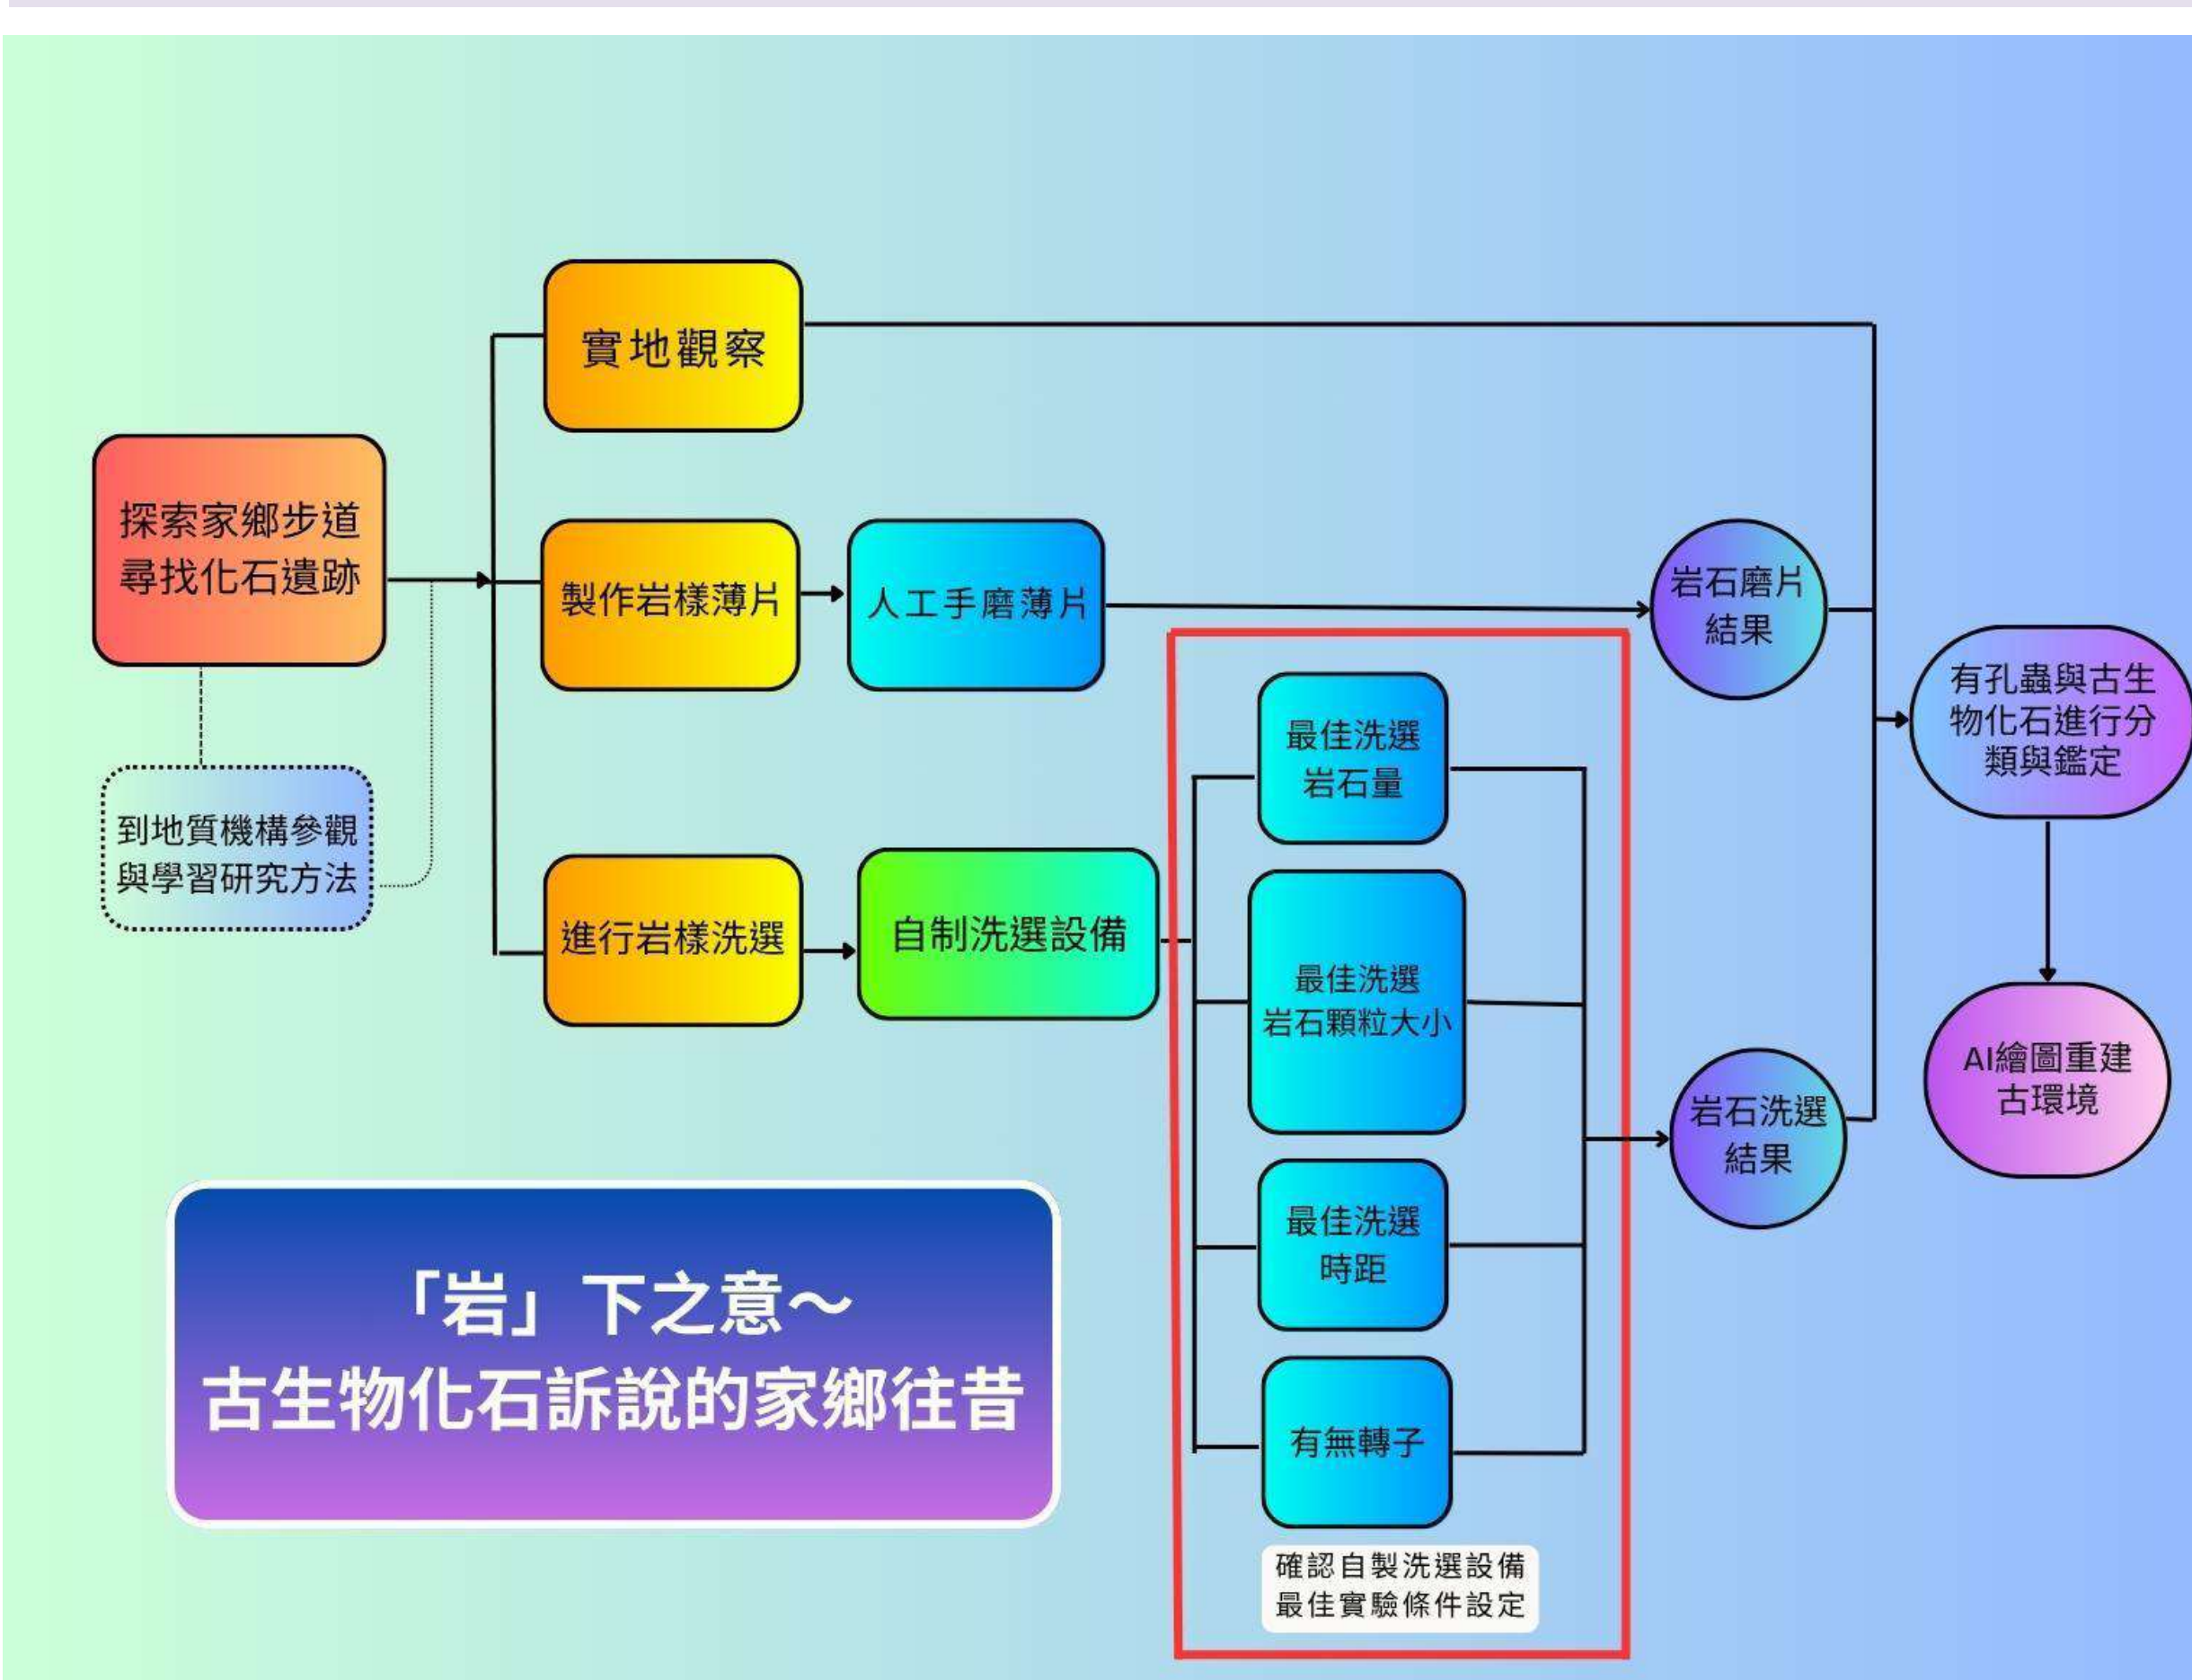 探索家鄉步道
尋找化石遺跡
到地質機構參觀
與學習研究方法
實地觀察
製作岩樣薄片
人工手磨薄片
進行岩樣洗選
自制洗選設備
最佳洗選
岩石量
最佳洗選
岩石顆粒大小
最佳洗選
時距
有無轉子
確認自製洗選設備
最佳實驗條件設定
岩石磨片
結果
岩石洗選
結果
有孔蟲與古生
物化石進行分
類與鑑定
AI繪圖重建
古環境
「岩」下之意～
古生物化石訴說的家鄉往昔